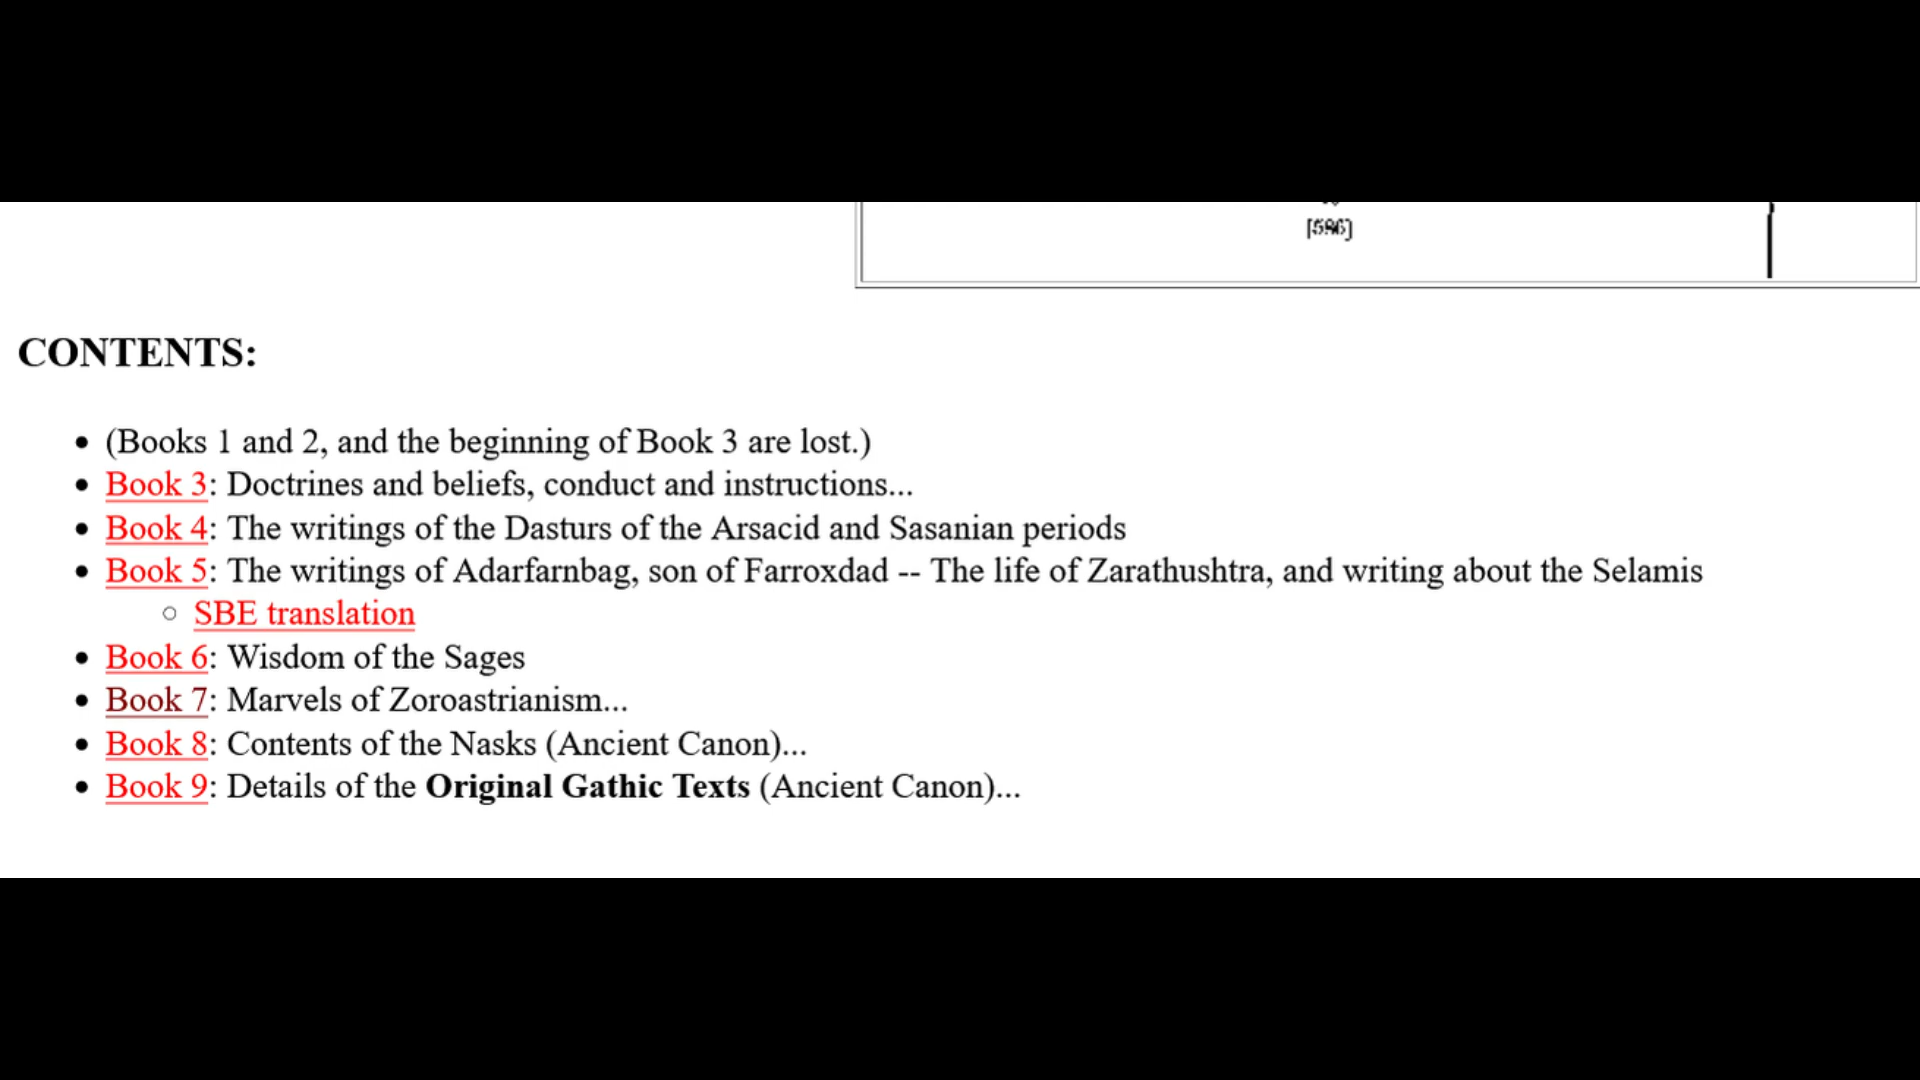 [586]
CONTENTS:
(Books 1 and 2, and the beginning of Book 3 are lost.)
Book 3: Doctrines and beliefs, conduct and instructions...
Book 4: The writings of the Dasturs of the Arsacid and Sasanian periods
Book 5: The writings of Adarfarnbag, son of Farroxdad -- The life of Zarathushtra, and writing about the Selamis
SBE translation
Book 6: Wisdom of the Sages
Book 7: Marvels of Zoroastrianism...
Book 8: Contents of the Nasks (Ancient Canon)...
Book 9: Details of the Original Gathic Texts (Ancient Canon)...